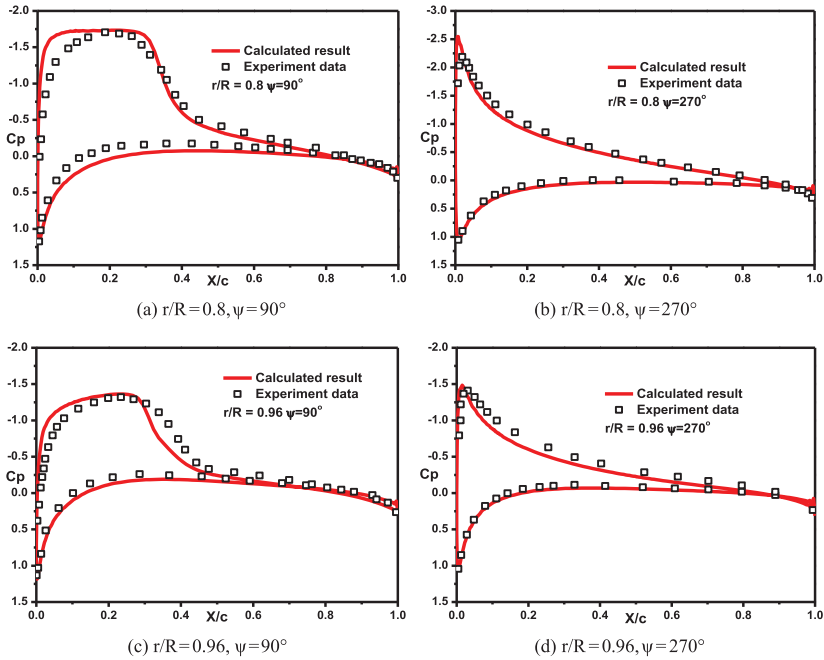 -2.0
-1.5
-1.0
-0.5
0.0
0.5
1.0
1.5
Cp
0.0 0.2 0.4 0.6 0.8 1.0
X/c
Calculated result
Experiment data
r/R = 0.8 ψ=90°
(a) r/R=0.8, ψ=90°
-3.0
-2.5
-2.0
-1.5
-1.0
-0.5
0.0
0.5
1.0
1.5
Cp
0.0 0.2 0.4 0.6 0.8 1.0
X/c
Calculated result
Experiment data
r/R = 0.8 ψ=270°
(b) r/R=0.8, ψ=270°
-2.0
-1.5
-1.0
-0.5
0.0
0.5
1.0
1.5
Cp
0.0 0.2 0.4 0.6 0.8 1.0
X/c
Calculated result
Experiment data
r/R = 0.96 ψ=90°
(c) r/R=0.96, ψ=90°
-2.0
-1.5
-1.0
-0.5
0.0
0.5
1.0
1.5
Cp
0.0 0.2 0.4 0.6 0.8 1.0
X/c
Calculated result
Experiment data
r/R = 0.96 ψ=270°
(d) r/R=0.96, ψ=270°